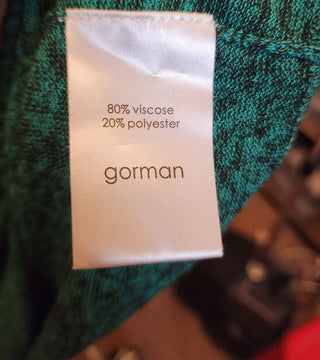 80% viscose
20% polyester
gorman